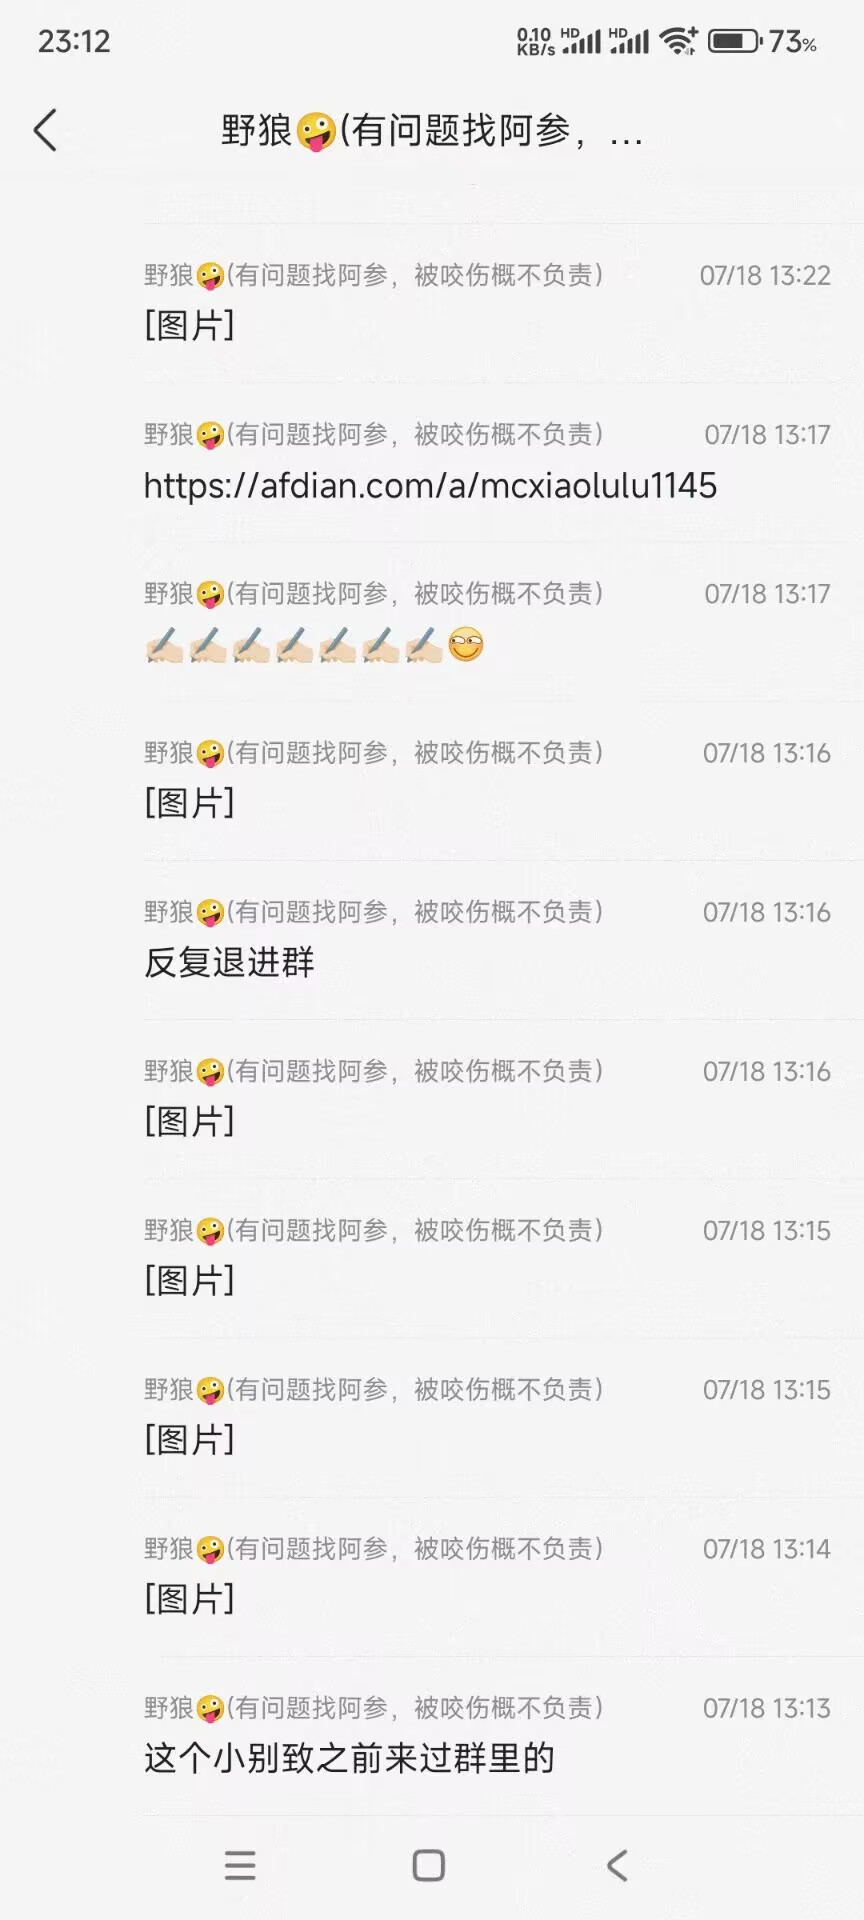 23:12
0.10 KB/s HD HD 73%
野狼🤪(有问题找阿参，...
野狼🤪(有问题找阿参，被咬伤概不负责) 07/18 13:22
[图片]
野狼🤪(有问题找阿参，被咬伤概不负责) 07/18 13:17
https://afdian.com/a/mcxiaolulu1145
野狼🤪(有问题找阿参，被咬伤概不负责) 07/18 13:17
✍🏻✍🏻✍🏻✍🏻✍🏻✍🏻✍🏻
野狼🤪(有问题找阿参，被咬伤概不负责) 07/18 13:16
[图片]
野狼🤪(有问题找阿参，被咬伤概不负责) 07/18 13:16
反复退进群
野狼🤪(有问题找阿参，被咬伤概不负责) 07/18 13:16
[图片]
野狼🤪(有问题找阿参，被咬伤概不负责) 07/18 13:15
[图片]
野狼🤪(有问题找阿参，被咬伤概不负责) 07/18 13:15
[图片]
野狼🤪(有问题找阿参，被咬伤概不负责) 07/18 13:14
[图片]
野狼🤪(有问题找阿参，被咬伤概不负责) 07/18 13:13
这个小别致之前来过群里的